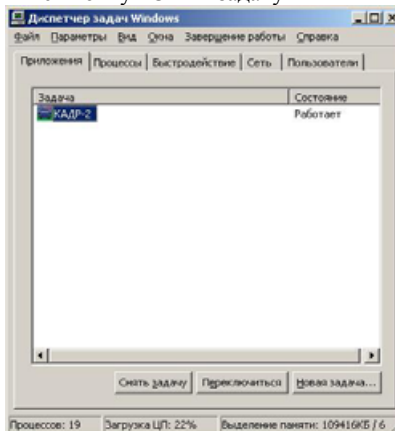 Диспетчер задач Windows
Файл Параметры Вид Окна Завершение работы Справка
Приложения Процессы Быстродействие Сеть Пользователи
Задача Состояние
КАДР-2 Работает
Снять задачу Переключиться Новая задача...
Процессов: 19 Загрузка ЦП: 22% Выделение памяти: 109416КБ / 6